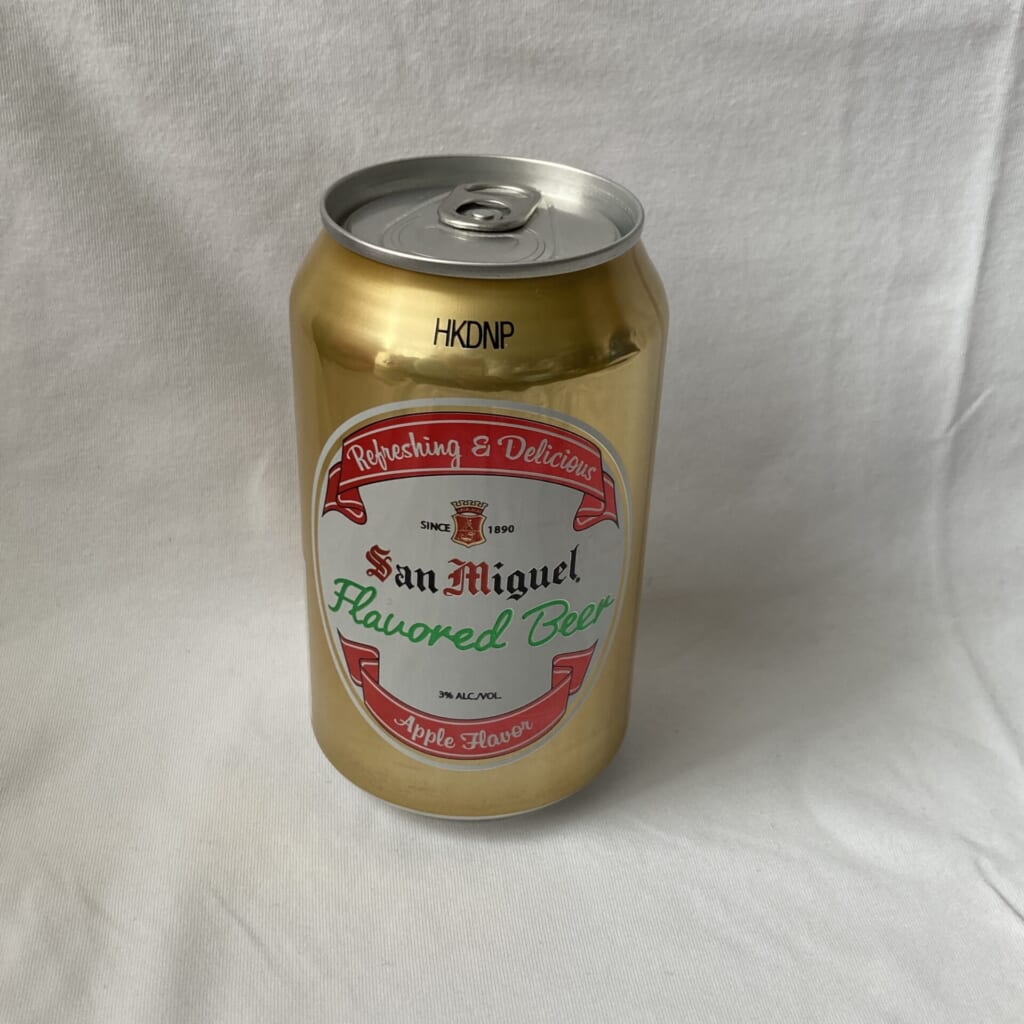 HKDNP
Refreshing & Delicious
SINCE 1890
San Miguel
Flavored Beer
3% ALC./VOL.
Apple Flavor